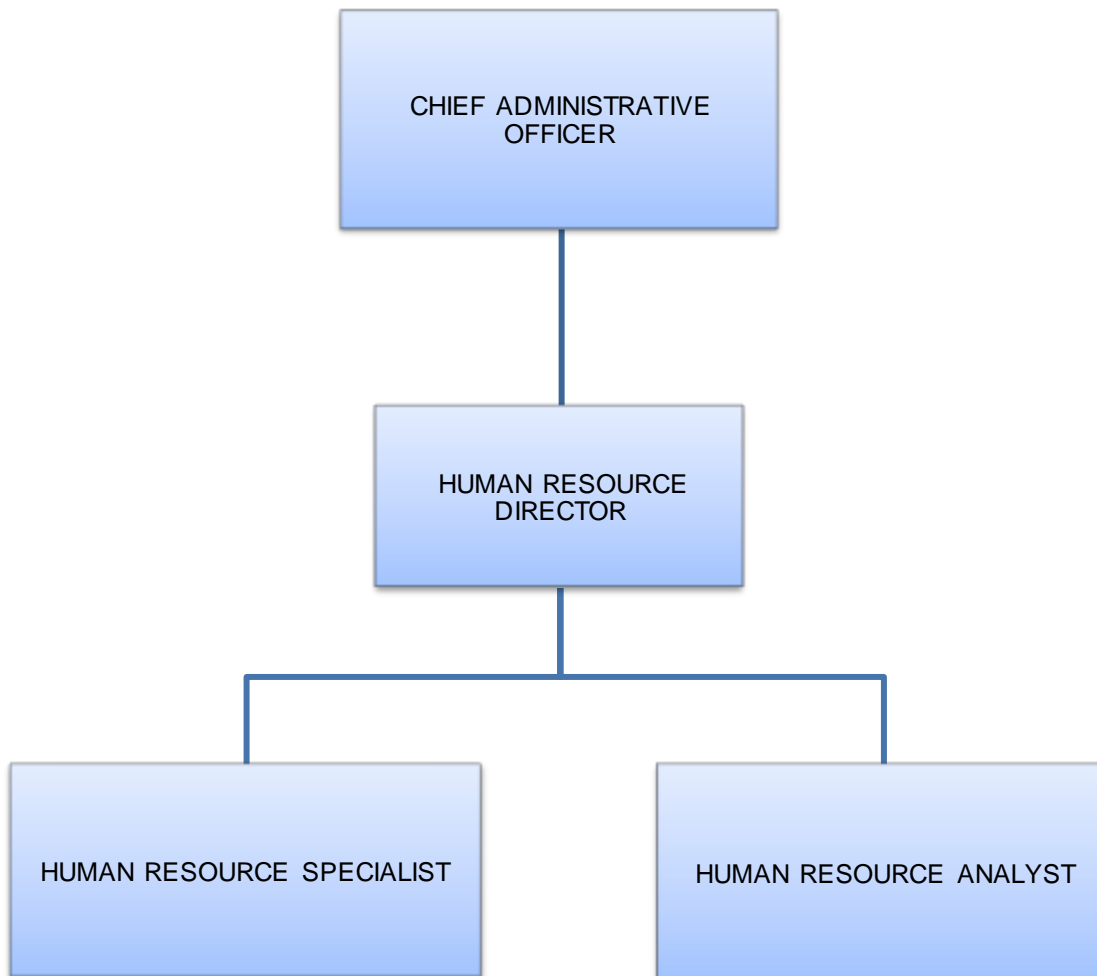 CHIEF ADMINISTRATIVE
OFFICER
HUMAN RESOURCE
DIRECTOR
HUMAN RESOURCE SPECIALIST
HUMAN RESOURCE ANALYST